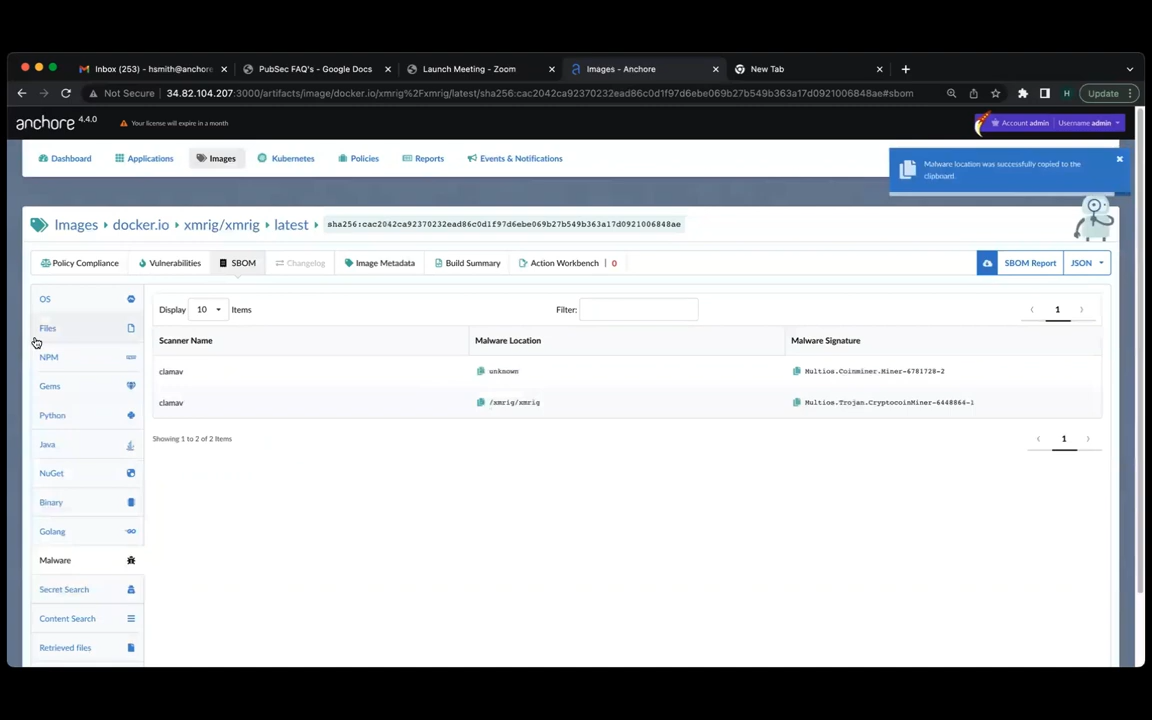 Inbox (253) - hsmith@anchore
PubSec FAQ's - Google Docs
Launch Meeting - Zoom
Images - Anchore
New Tab
Not Secure 34.82.104.207:3000/artifacts/image/docker.io/xmrig%2Fxmrig/latest/sha256:cac2042ca92370232ead86c0d1f97d6ebe069b27b549b363a17d0921006848ae#sbom
H
Update
anchore 4.4.0
Your license will expire in a month
Account admin
Username admin
Dashboard
Applications
Images
Kubernetes
Policies
Reports
Events & Notifications
Malware location was successfully copied to the
clipboard.
Images docker.io xmrig/xmrig latest sha256:cac2042ca92370232ead86c0d1f97d6ebe069b27b549b363a17d0921006848ae
Policy Compliance
Vulnerabilities
SBOM
Changelog
Image Metadata
Build Summary
Action Workbench 0
SBOM Report
JSON
OS
Files
NPM
Gems
Python
Java
NuGet
Binary
Golang
Malware
Secret Search
Content Search
Retrieved files
Display 10 Items
Filter:
1
Scanner Name Malware Location Malware Signature
clamav unknown Multios.Coinminer.Miner-6781728-2
clamav /xmrig/xmrig Multios.Trojan.CryptocoinMiner-6448864-1
Showing 1 to 2 of 2 Items
1